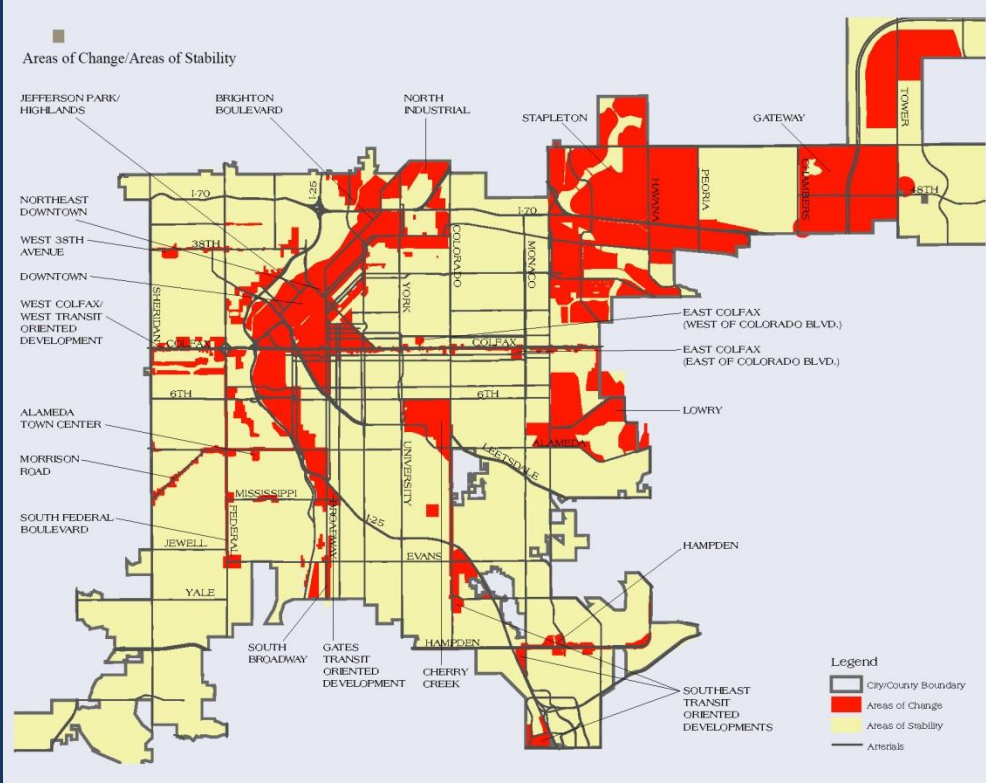 Areas of Change/Areas of Stability
JEFFERSON PARK/
HIGHLANDS
BRIGHTON
BOULEVARD
NORTH
INDUSTRIAL
STAPLETON
GATEWAY
TOWER
I-70
I-25
HAVANA
PEORIA
CHAMBERS
48TH
NORTHEAST
DOWNTOWN
I-70
WEST 38TH
AVENUE
38TH
COLORADO
MONACO
DOWNTOWN
SHERIDAN
YORK
WEST COLFAX/
WEST TRANSIT
ORIENTED
DEVELOPMENT
COLFAX
COLFAX
EAST COLFAX
(WEST OF COLORADO BLVD.)
EAST COLFAX
(EAST OF COLORADO BLVD.)
6TH
6TH
LOWRY
ALAMEDA
TOWN CENTER
ALAMEDA
LEETSDALE
UNIVERSITY
MORRISON
ROAD
MISSISSIPPI
SOUTH FEDERAL
BOULEVARD
FEDERAL
BROADWAY
I-25
JEWELL
EVANS
HAMPDEN
YALE
HAMPDEN
SOUTH
BROADWAY
GATES
TRANSIT
ORIENTED
DEVELOPMENT
CHERRY
CREEK
SOUTHEAST
TRANSIT
ORIENTED
DEVELOPMENTS
Legend
City/County Boundary
Areas of Change
Areas of Stability
Arterials